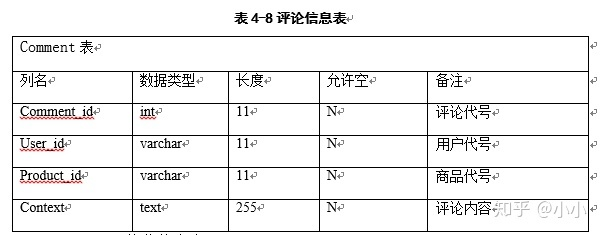 表 4-8 评论信息表
Comment 表
列名 数据类型 长度 允许空 备注
Comment_id int 11 N 评论代号
User_id varchar 11 N 用户代号
Product_id varchar 11 N 商品代号
Context text 255 N 评论内容
知乎 @小小